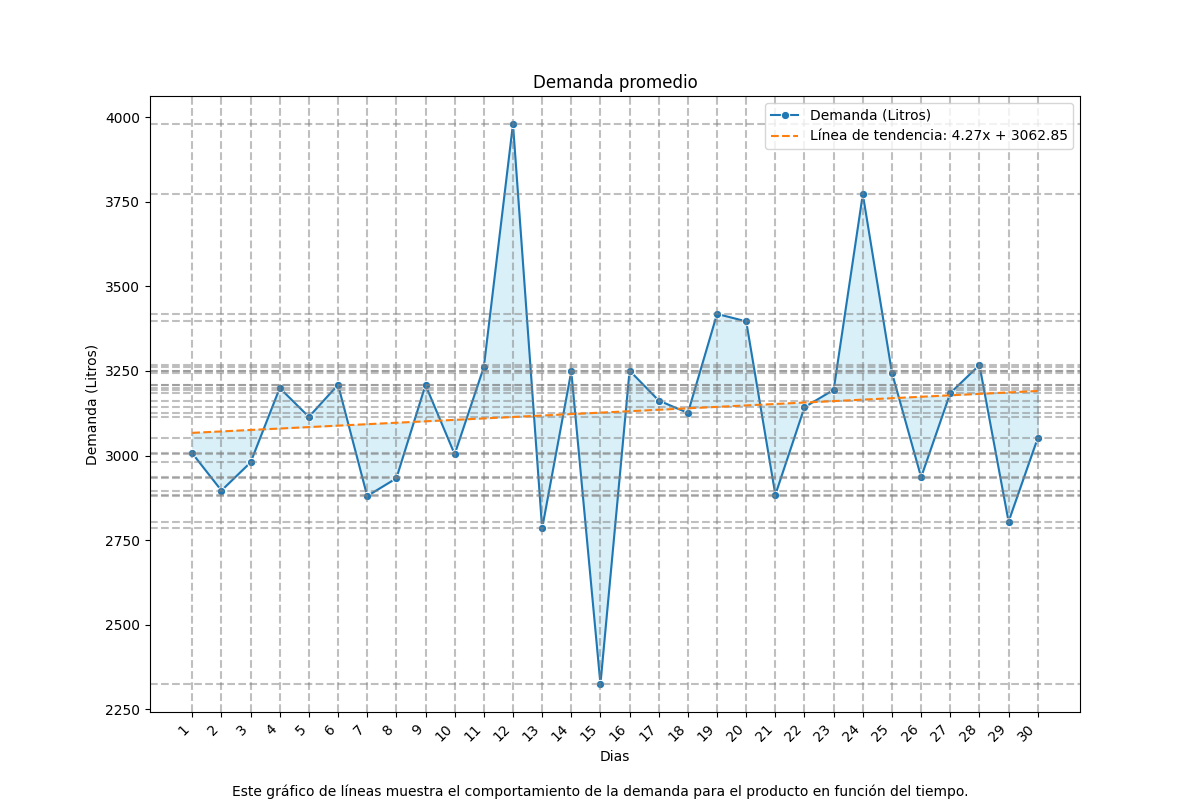 Demanda promedio
Demanda (Litros)
Línea de tendencia: 4.27x + 3062.85
Demanda (Litros)
4000
3750
3500
3250
3000
2750
2500
2250
1 2 3 4 5 6 7 8 9 10 11 12 13 14 15 16 17 18 19 20 21 22 23 24 25 26 27 28 29 30
Dias
Este gráfico de líneas muestra el comportamiento de la demanda para el producto en función del tiempo.